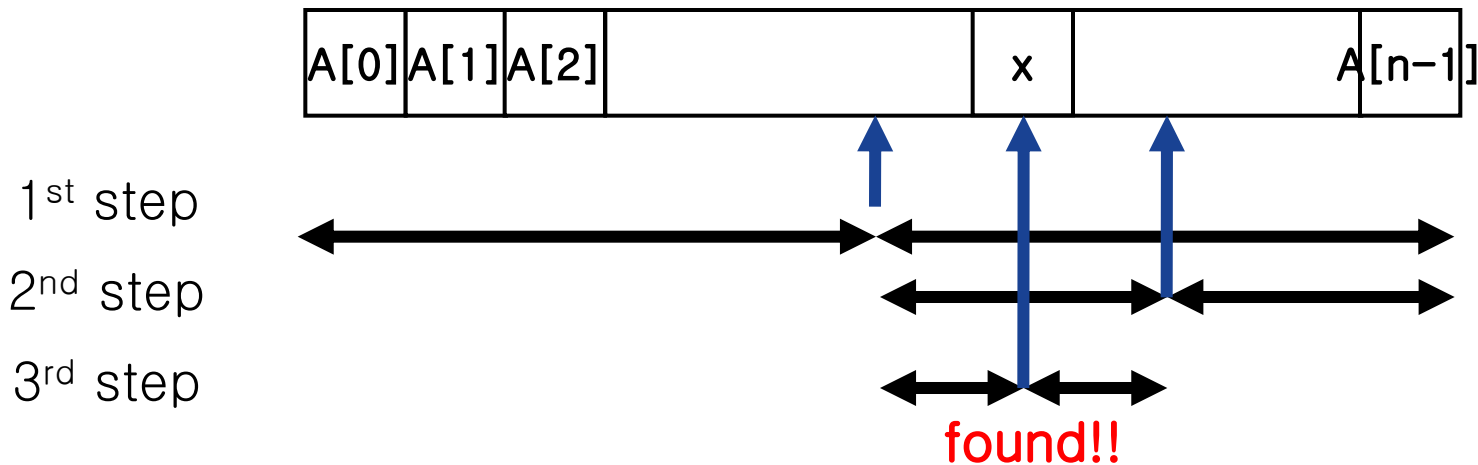 A[0] A[1] A[2] x A[n-1]
1st step
2nd step
3rd step
found!!